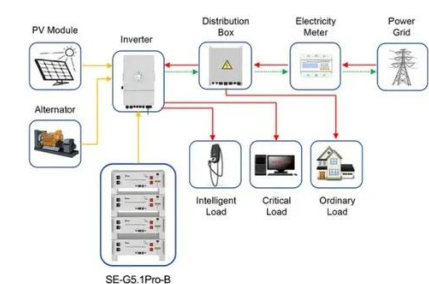 PV Module
Inverter
Distribution
Box
Electricity
Meter
Power
Grid
Alternator
Intelligent
Load
Critical
Load
Ordinary
Load
SE-G5.1Pro-B